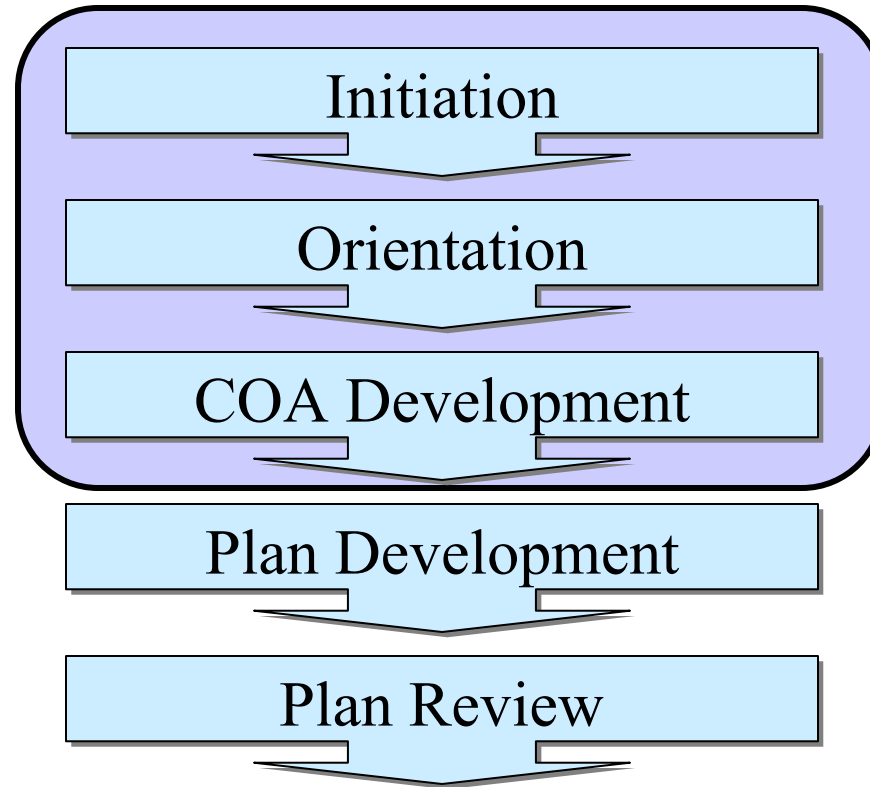 Initiation
Orientation
COA Development
Plan Development
Plan Review